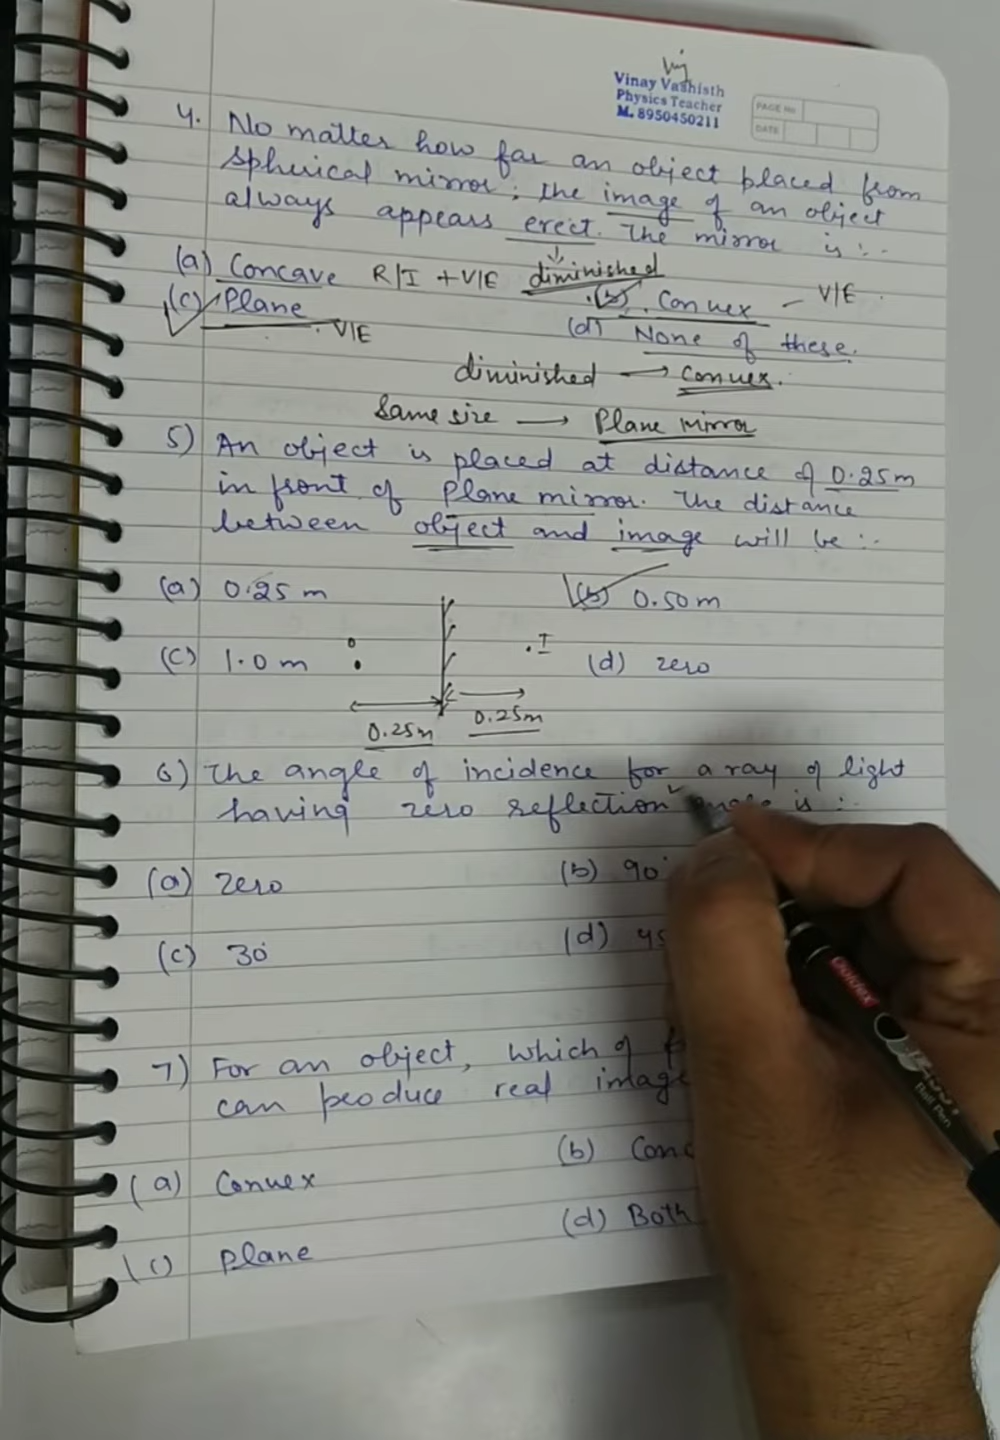 Vinay Vashisth
Physics Teacher
M. 8950450211
PAGE No
DATE
4. No matter how far an object placed from
spherical mirror; the image of an object
always appears erect. The mirror is :-
(a) Concave R/I + V/E diminished
(b) Convex – V/E
(c) Plane V/E
(d) None of these.
diminished → convex.
Same size → Plane mirror
5) An object is placed at distance of 0.25m
in front of plane mirror. The distance
between object and image will be :-
(a) 0.25 m
(b) 0.50m
(c) 1.0 m
(d) zero
O
I
0.25m
0.25m
6) The angle of incidence for a ray of light
having zero reflection angle is :-
(a) zero
(b) 90°
(c) 30°
(d) 45
7) For an object, which of
can produce real image
(a) Convex
(b) Conc
(c) plane
(d) Both